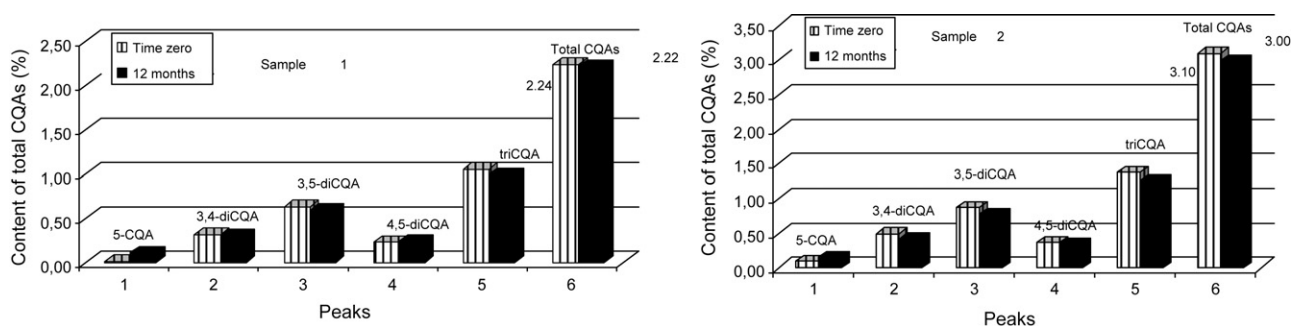 2,50
2,00
1,50
1,00
0,50
0,00
Content of total CQAs (%)
Time zero
12 months
Sample 1
5-CQA
3,4-diCQA
3,5-diCQA
4,5-diCQA
triCQA
Total CQAs
2.24
2.22
1 2 3 4 5 6
Peaks
3,50
3,00
2,50
2,00
1,50
1,00
0,50
0,00
Content of total CQAs (%)
Time zero
12 months
Sample 2
5-CQA
3,4-diCQA
3,5-diCQA
4,5-diCQA
triCQA
Total CQAs
3.10
3.00
1 2 3 4 5 6
Peaks